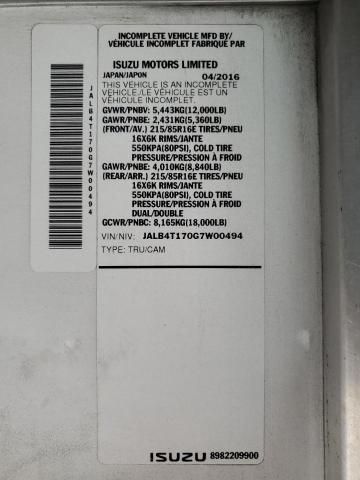 INCOMPLETE VEHICLE MFD BY/
VÉHICULE INCOMPLET FABRIQUÉ PAR
ISUZU MOTORS LIMITED
JAPAN/JAPON 04/2016
THIS VEHICLE IS AN INCOMPLETE
VEHICLE./LE VÉHICULE EST UN
VÉHICULE INCOMPLET.
GVWR/PNBV: 5,443KG(12,000LB)
GAWR/PNBE: 2,431KG(5,360LB)
(FRONT/AV.) 215/85R16E TIRES/PNEU
16X6K RIMS/JANTE
550KPA(80PSI), COLD TIRE
PRESSURE/PRESSION À FROID
GAWR/PNBE: 4,010KG(8,840LB)
(REAR/ARR.) 215/85R16E TIRES/PNEU
16X6K RIMS/JANTE
550KPA(80PSI), COLD TIRE
PRESSURE/PRESSION À FROID
DUAL/DOUBLE
GCWR/PNBC: 8,165KG(18,000LB)
VIN/NIV: JALB4T170G7W00494
TYPE: TRU/CAM
JALB4T170G7W00494
ISUZU 8982209900